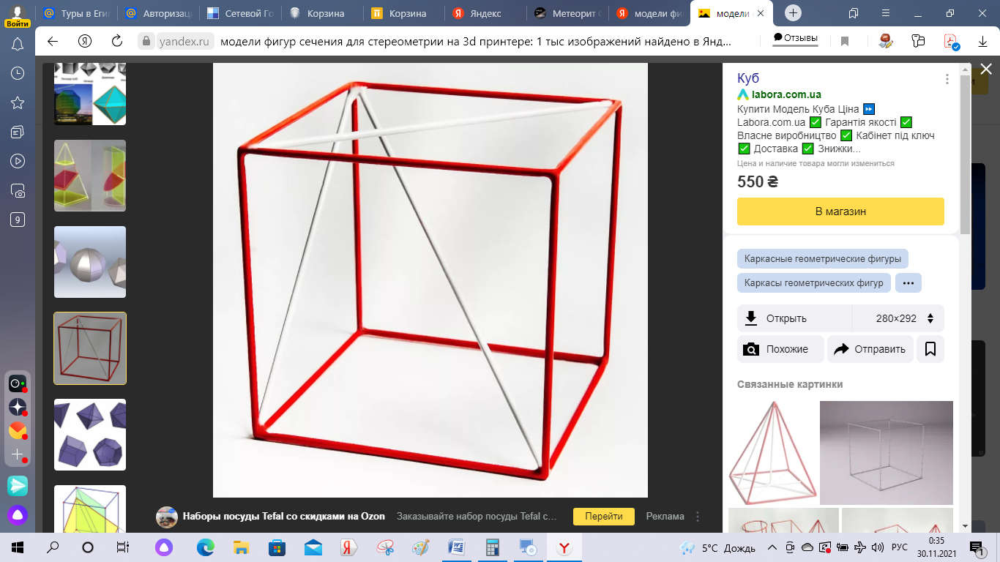 Туры в Еги
Авторизаци
Сетевой Го
Корзина
Корзина
Яндекс
Метеорит
модели фи
модели
Войти
yandex.ru
модели фигур сечения для стереометрии на 3d принтере: 1 тыс изображений найдено в Янд...
Отзывы
9
Куб
labora.com.ua
Купити Модель Куба Ціна ⏩
Labora.com.ua ✅ Гарантія якості ✅
Власне виробництво ✅ Кабінет під ключ
✅ Доставка ✅ Знижки...
Цена и наличие товара могли измениться
550 ₴
В магазин
Каркасные геометрические фигуры
Каркасы геометрических фигур
Открыть
280×292
Похожие
Отправить
Связанные картинки
Наборы посуды Tefal со скидками на Ozon
Заказывайте набор посуды Tefal с...
Перейти
Реклама
5°C Дождь
РУС
0:35
30.11.2021
1